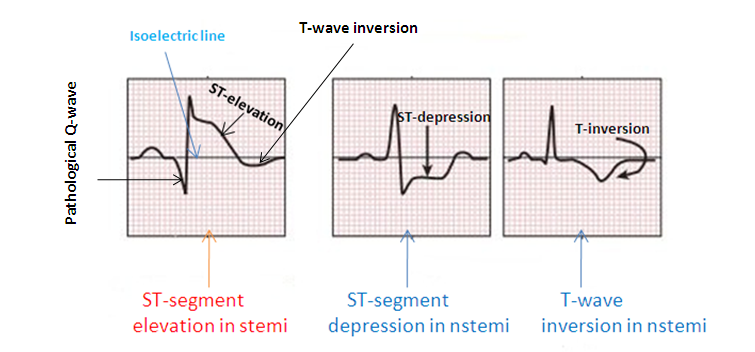 Isoelectric line
T-wave inversion
Pathological Q-wave
ST-elevation
ST-depression
T-inversion
ST-segment
elevation in stemi
ST-segment
depression in nstemi
T-wave
inversion in nstemi